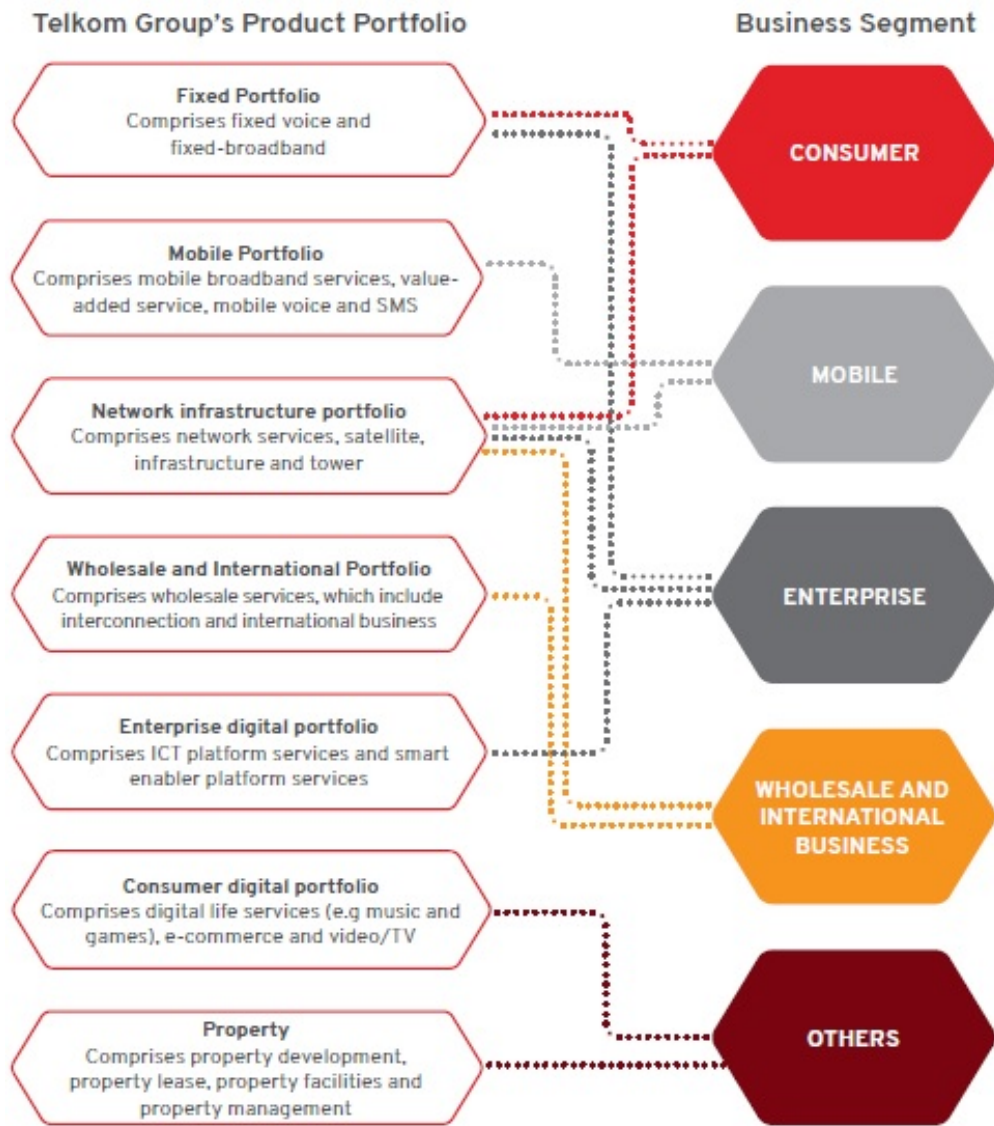 Telkom Group's Product Portfolio
Business Segment
Fixed Portfolio
Comprises fixed voice and
fixed-broadband
CONSUMER
Mobile Portfolio
Comprises mobile broadband services, value-
added service, mobile voice and SMS
MOBILE
Network infrastructure portfolio
Comprises network services, satellite,
infrastructure and tower
Wholesale and International Portfolio
Comprises wholesale services, which include
interconnection and international business
ENTERPRISE
Enterprise digital portfolio
Comprises ICT platform services and smart
enabler platform services
WHOLESALE AND
INTERNATIONAL
BUSINESS
Consumer digital portfolio
Comprises digital life services (e.g music and
games), e-commerce and video/TV
Property
Comprises property development,
property lease, property facilities and
property management
OTHERS